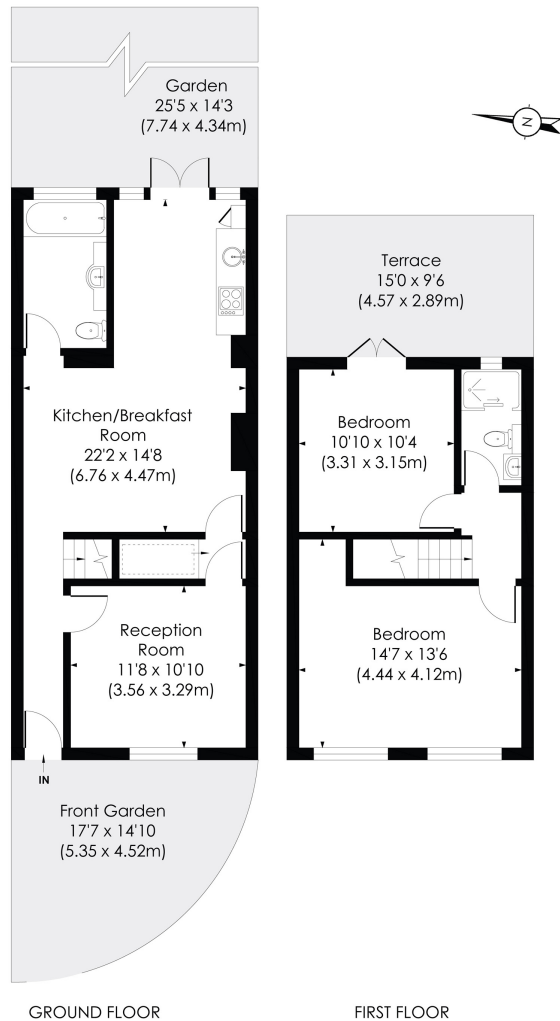 Garden
25'5 x 14'3
(7.74 x 4.34m)
N
Terrace
15'0 x 9'6
(4.57 x 2.89m)
Kitchen/Breakfast
Room
22'2 x 14'8
(6.76 x 4.47m)
Bedroom
10'10 x 10'4
(3.31 x 3.15m)
Reception
Room
11'8 x 10'10
(3.56 x 3.29m)
Bedroom
14'7 x 13'6
(4.44 x 4.12m)
IN
Front Garden
17'7 x 14'10
(5.35 x 4.52m)
GROUND FLOOR
FIRST FLOOR